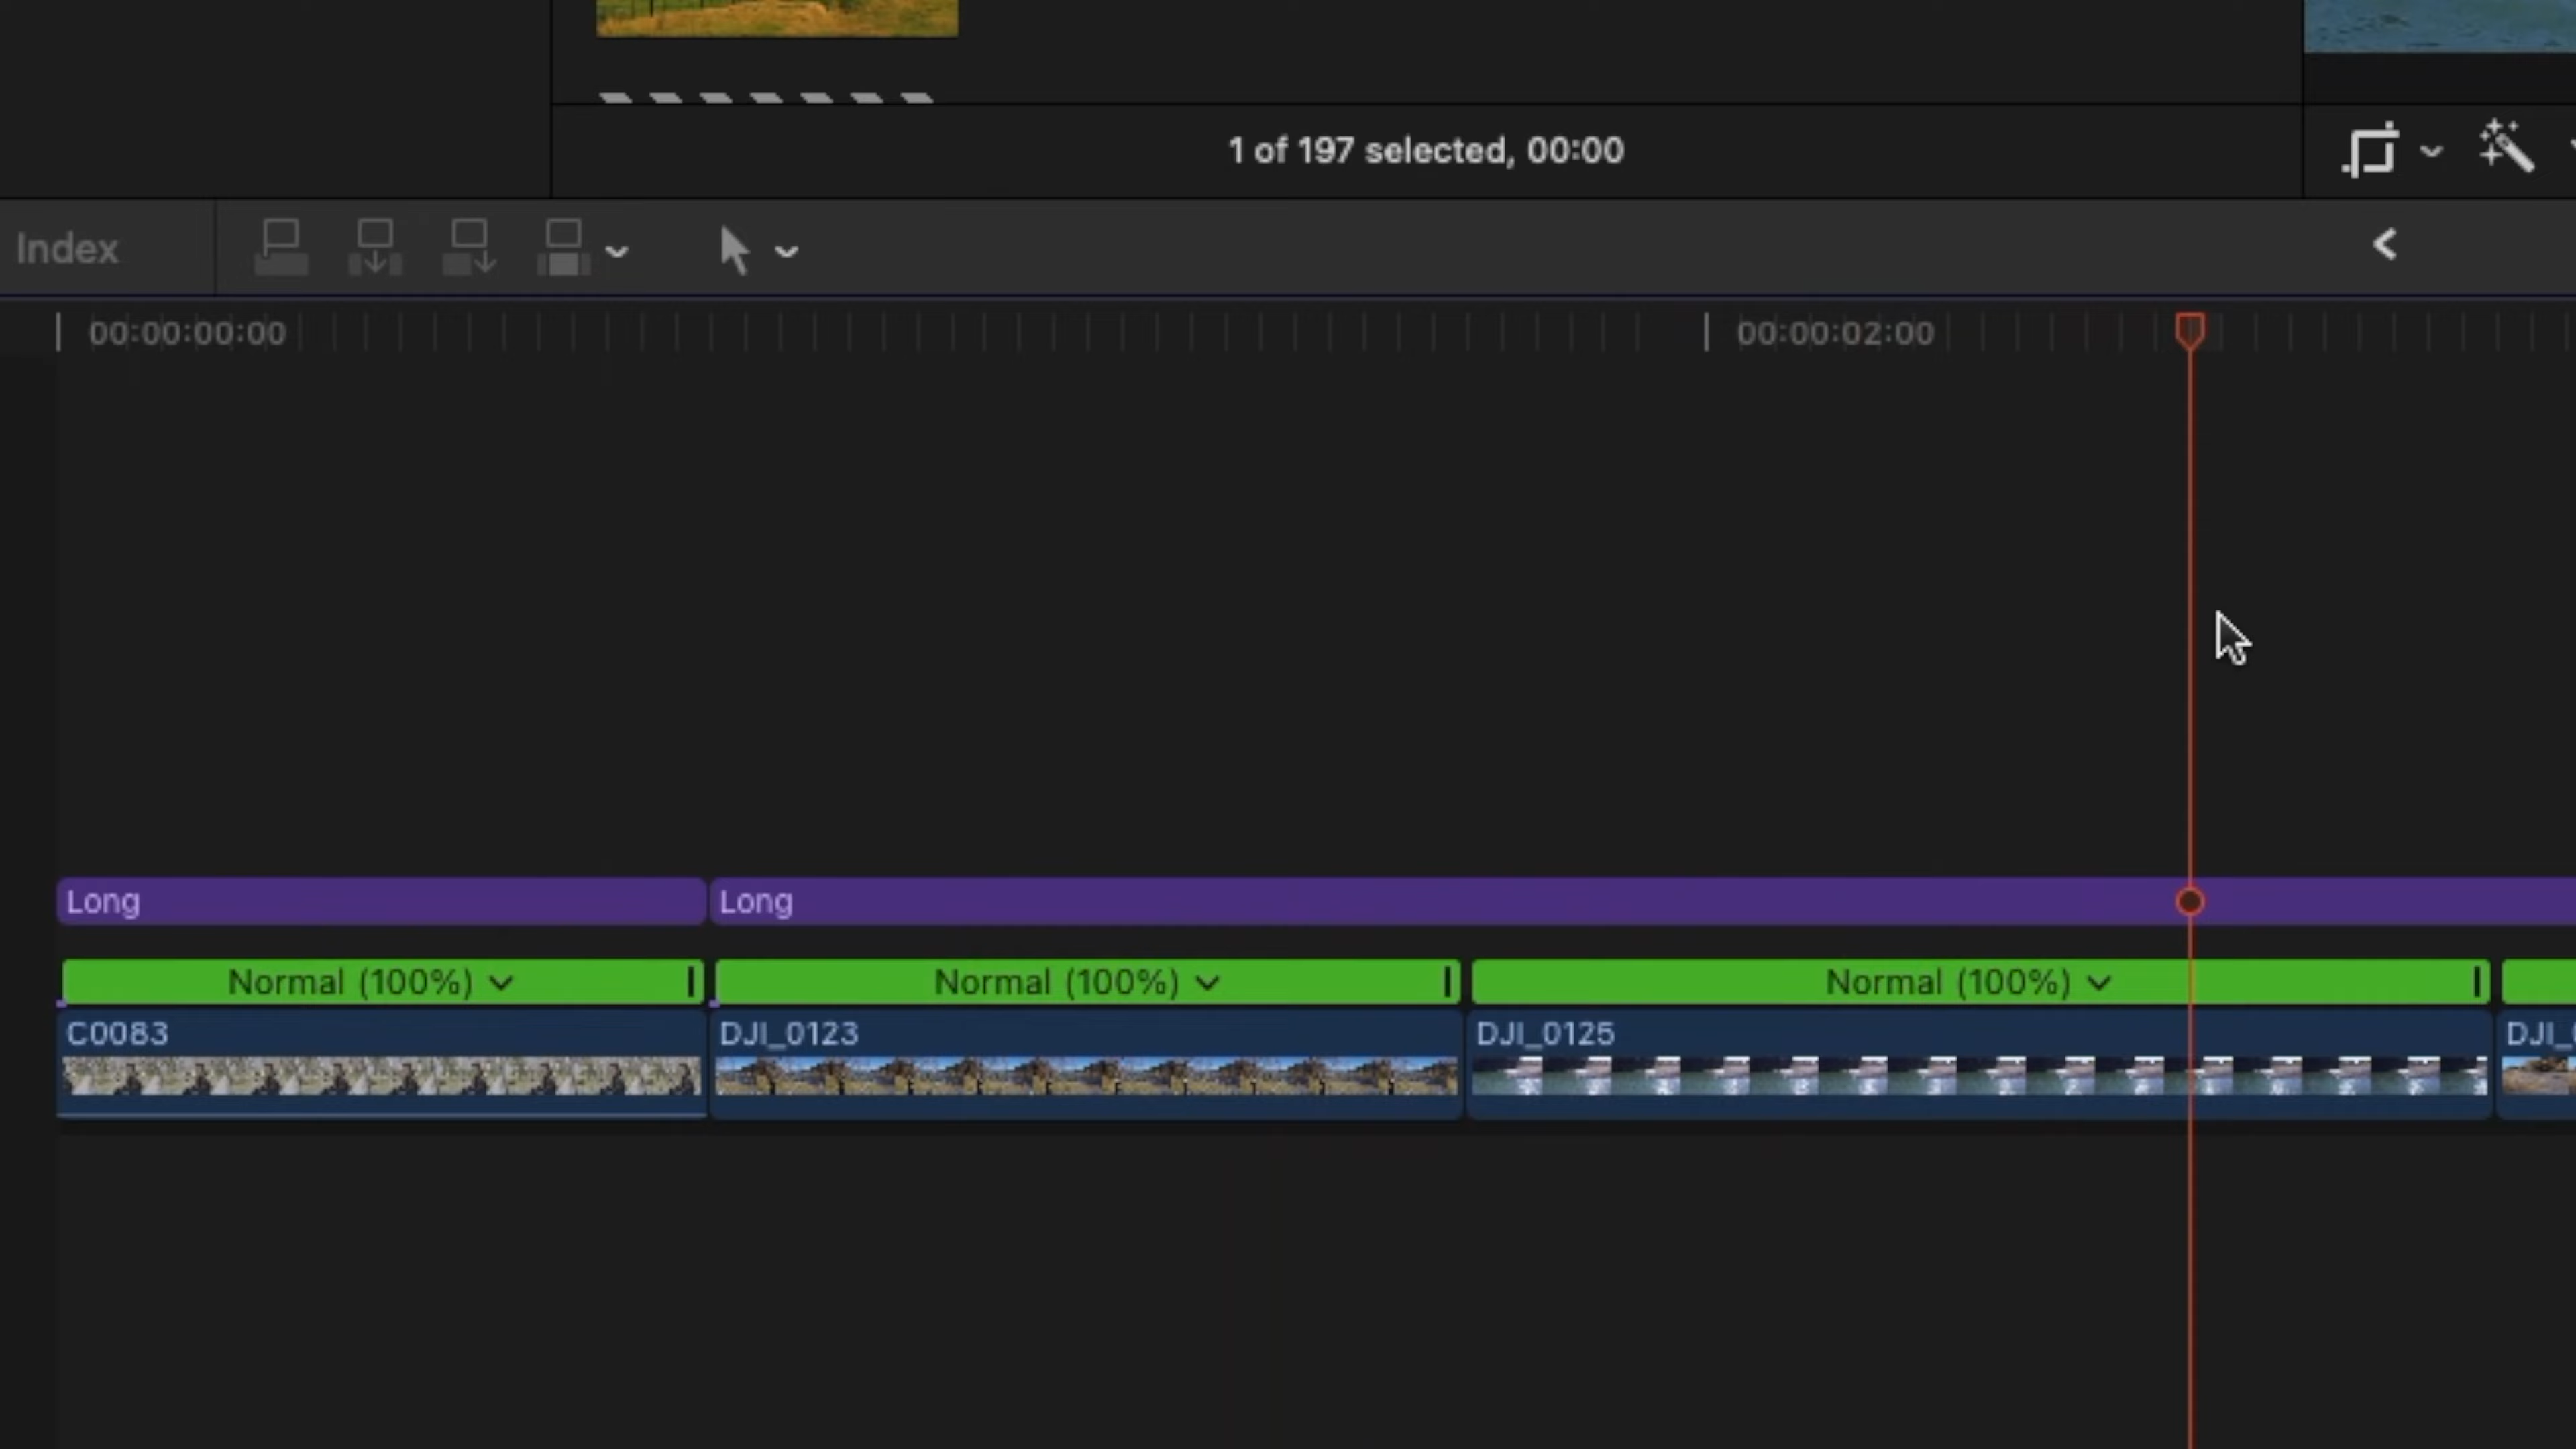 1 of 197 selected, 00:00
Index
00:00:00:00
00:00:02:00
Long
Long
Normal (100%)
Normal (100%)
Normal (100%)
C0083
DJI_0123
DJI_0125
DJI_